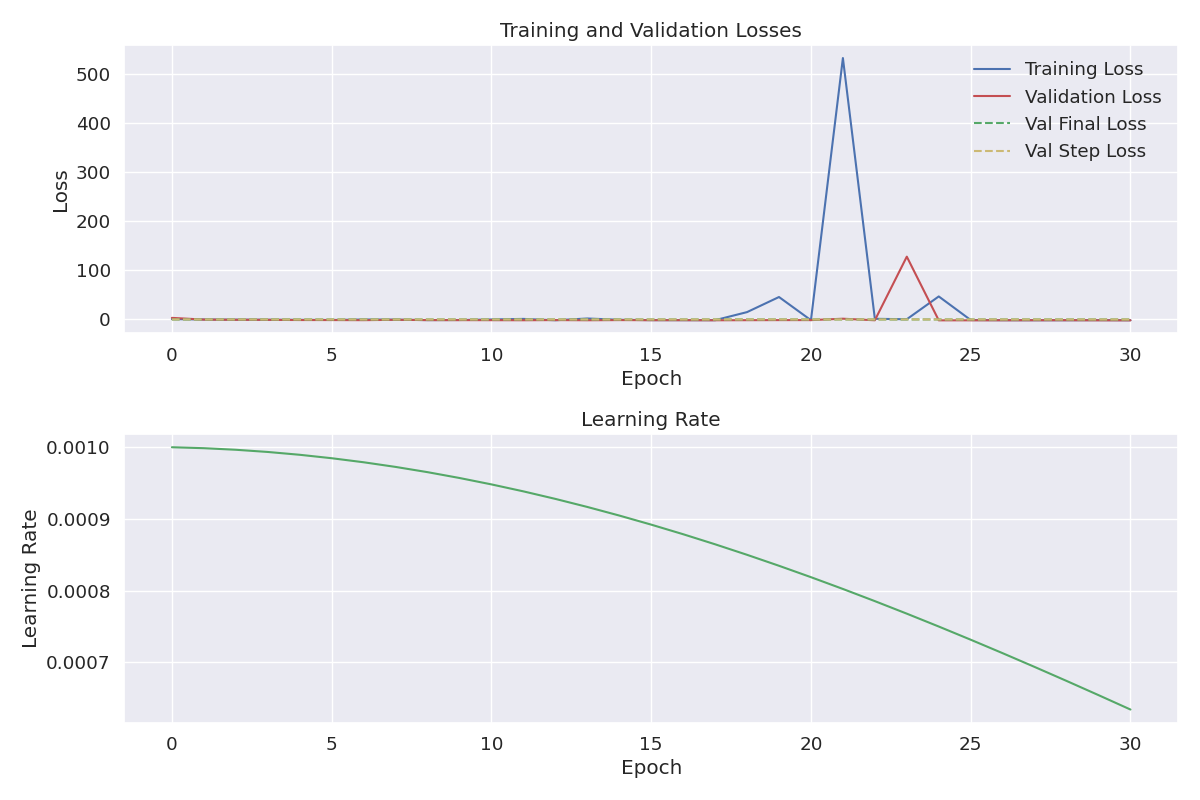 Training and Validation Losses
Loss
500
400
300
200
100
0
Training Loss
Validation Loss
Val Final Loss
Val Step Loss
0 5 10 15 20 25 30
Epoch
Learning Rate
Learning Rate
0.0010
0.0009
0.0008
0.0007
0 5 10 15 20 25 30
Epoch